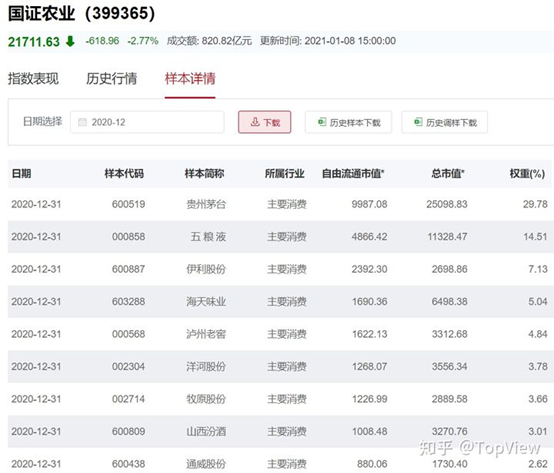 国证农业（399365）
21711.63 -618.96 -2.77% 成交额: 820.82亿元 更新时间: 2021-01-08 15:00:00
指数表现 历史行情 样本详情
日期选择 2020-12 下载 历史样本下载 历史调样下载
日期 样本代码 样本简称 所属行业 自由流通市值* 总市值* 权重(%)
2020-12-31 600519 贵州茅台 主要消费 9987.08 25098.83 29.78
2020-12-31 000858 五 粮 液 主要消费 4866.42 11328.47 14.51
2020-12-31 600887 伊利股份 主要消费 2392.30 2698.86 7.13
2020-12-31 603288 海天味业 主要消费 1690.36 6498.38 5.04
2020-12-31 000568 泸州老窖 主要消费 1622.13 3312.68 4.84
2020-12-31 002304 洋河股份 主要消费 1268.07 3556.34 3.78
2020-12-31 002714 牧原股份 主要消费 1226.99 2889.58 3.66
2020-12-31 600809 山西汾酒 主要消费 1008.48 3270.76 3.01
2020-12-31 600438 通威股份 主要消费 880.06 1730.40 2.62
知乎 @TopView